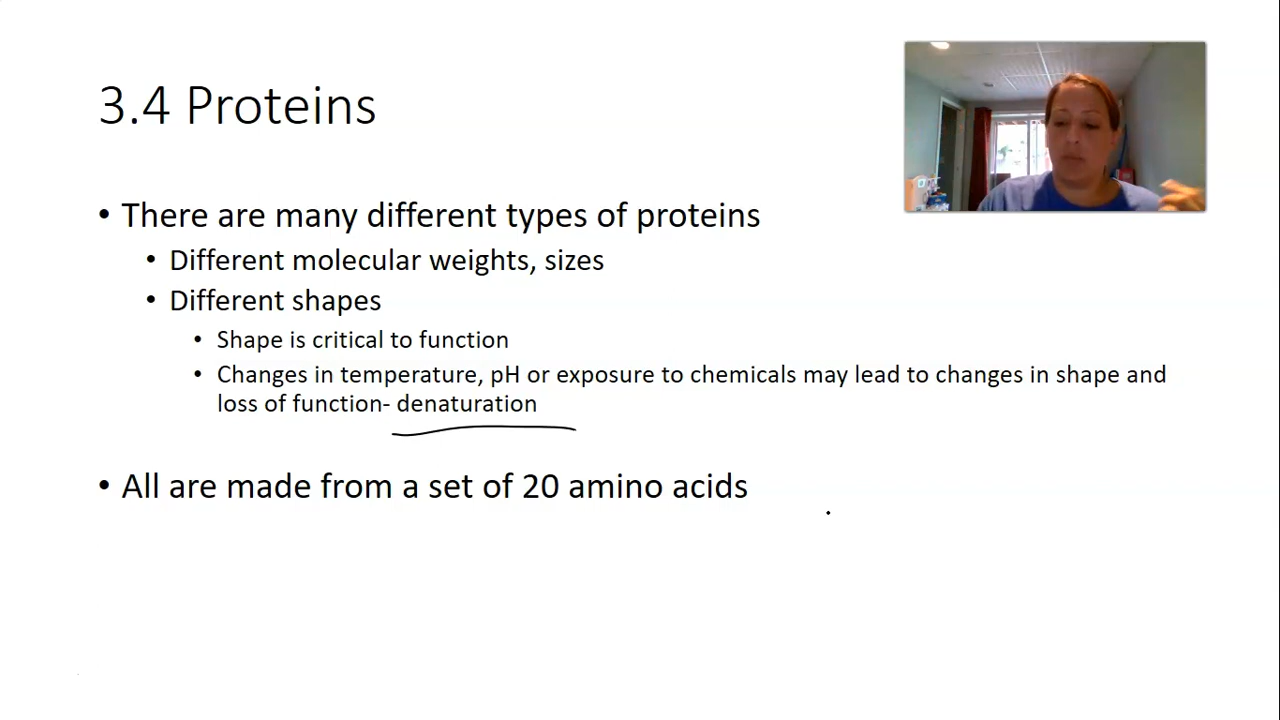 3.4 Proteins
• There are many different types of proteins
• Different molecular weights, sizes
• Different shapes
• Shape is critical to function
• Changes in temperature, pH or exposure to chemicals may lead to changes in shape and
loss of function- denaturation
• All are made from a set of 20 amino acids